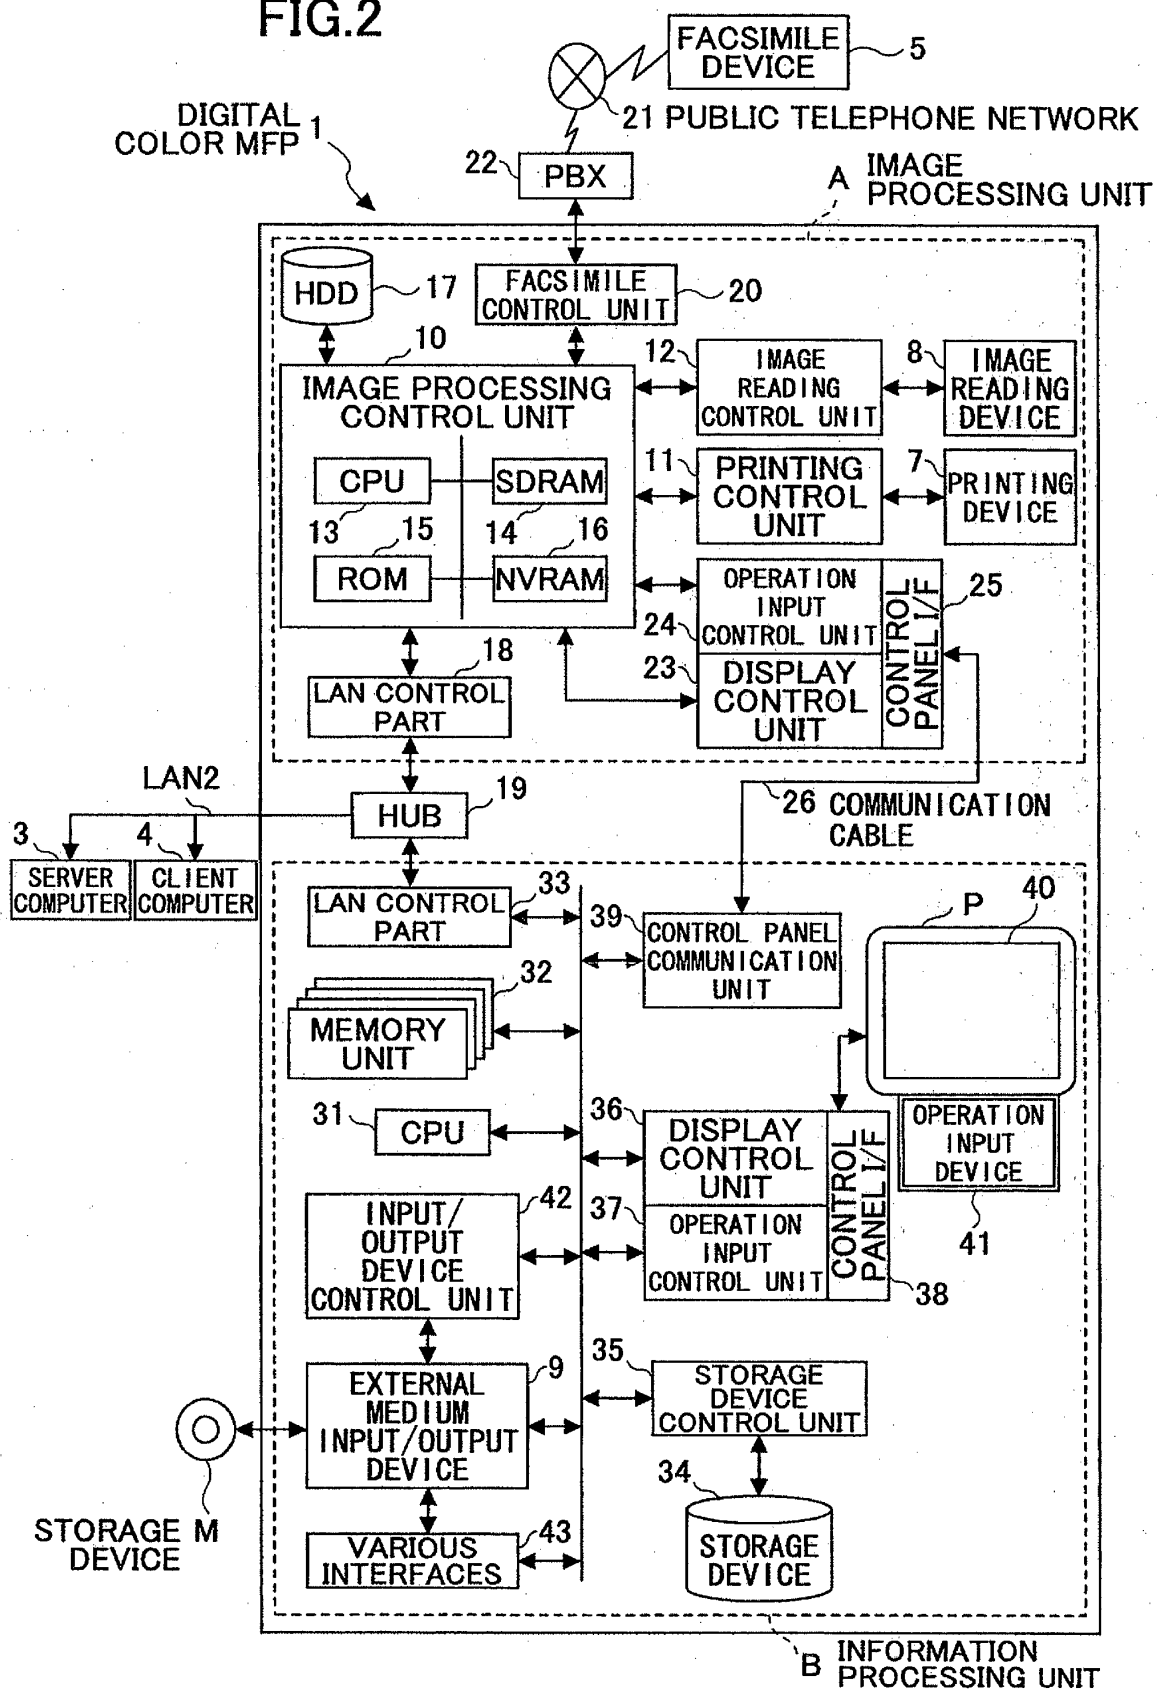 FIG.2
FACSIMILE
DEVICE
5
21 PUBLIC TELEPHONE NETWORK
DIGITAL
COLOR MFP
1
22
PBX
A
IMAGE
PROCESSING UNIT
HDD
17
FACSIMILE
CONTROL UNIT
20
10
IMAGE PROCESSING
CONTROL UNIT
CPU
13
SDRAM
14
15
ROM
16
NVRAM
12
IMAGE
READING
CONTROL UNIT
8
IMAGE
READING
DEVICE
11
PRINTING
CONTROL
UNIT
7
PRINTING
DEVICE
OPERATION
INPUT
CONTROL UNIT
24
CONTROL
PANEL I/F
25
23
DISPLAY
CONTROL
UNIT
18
LAN CONTROL
PART
LAN2
HUB
19
26 COMMUNICATION
CABLE
3
SERVER
COMPUTER
4
CLIENT
COMPUTER
33
LAN CONTROL
PART
39
CONTROL PANEL
COMMUNICATION
UNIT
P
40
32
MEMORY
UNIT
31
CPU
36
DISPLAY
CONTROL
UNIT
37
OPERATION
INPUT
CONTROL UNIT
CONTROL
PANEL I/F
38
OPERATION
INPUT
DEVICE
41
42
INPUT/
OUTPUT
DEVICE
CONTROL UNIT
9
EXTERNAL
MEDIUM
INPUT/OUTPUT
DEVICE
35
STORAGE
DEVICE
CONTROL UNIT
34
STORAGE
DEVICE
STORAGE M
DEVICE
43
VARIOUS
INTERFACES
B
INFORMATION
PROCESSING UNIT